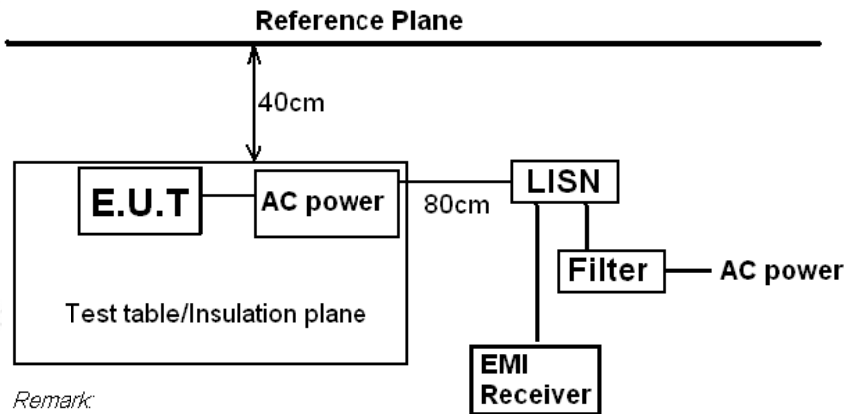 Reference Plane
40cm
E.U.T
AC power
80cm
LISN
Filter
AC power
Test table/Insulation plane
EMI
Receiver
Remark: